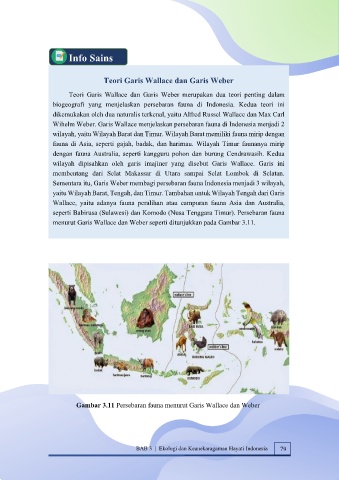 Info Sains
Teori Garis Wallace dan Garis Weber
Teori Garis Wallace dan Garis Weber merupakan dua teori penting dalam
biogeografi yang menjelaskan persebaran fauna di Indonesia. Kedua teori ini
dikemukakan oleh dua naturalis terkenal, yaitu Alfred Russel Wallace dan Max Carl
Wihelm Weber. Garis Wallace menjelaskan persebaran fauna di Indonesia menjadi 2
wilayah, yaitu Wilayah Barat dan Timur. Wilayah Barat memiliki fauna mirip dengan
fauna di Asia, seperti gajah, badak, dan harimau. Wilayah Timur faunanya mirip
dengan fauna Australia, seperti kangguru pohon dan burung Cendrawasih. Kedua
wilayah dipisahkan oleh garis imajiner yang disebut Garis Wallace. Garis ini
membentang dari Selat Makassar di Utara sampai Selat Lombok di Selatan.
Sementara itu, Garis Weber membagi persebaran fauna Indonesia menjadi 3 wilayah,
yaitu Wilayah Barat, Tengah, dan Timur. Tambahan untuk Wilayah Tengah dari Garis
Wallace, yaitu adanya fauna peralihan atau campuran fauna Asia dan Australia,
seperti Babirusa (Sulawesi) dan Komodo (Nusa Tenggara Timur). Persebaran fauna
menurut Garis Wallace dan Weber seperti ditunjukkan pada Gambar 3.11.
KOMODO
Gambar 3.11 Persebaran fauna menurut Garis Wallace dan Weber
BAB 3 | Ekologi dan Keanekaragaman Hayati Indonesia 79